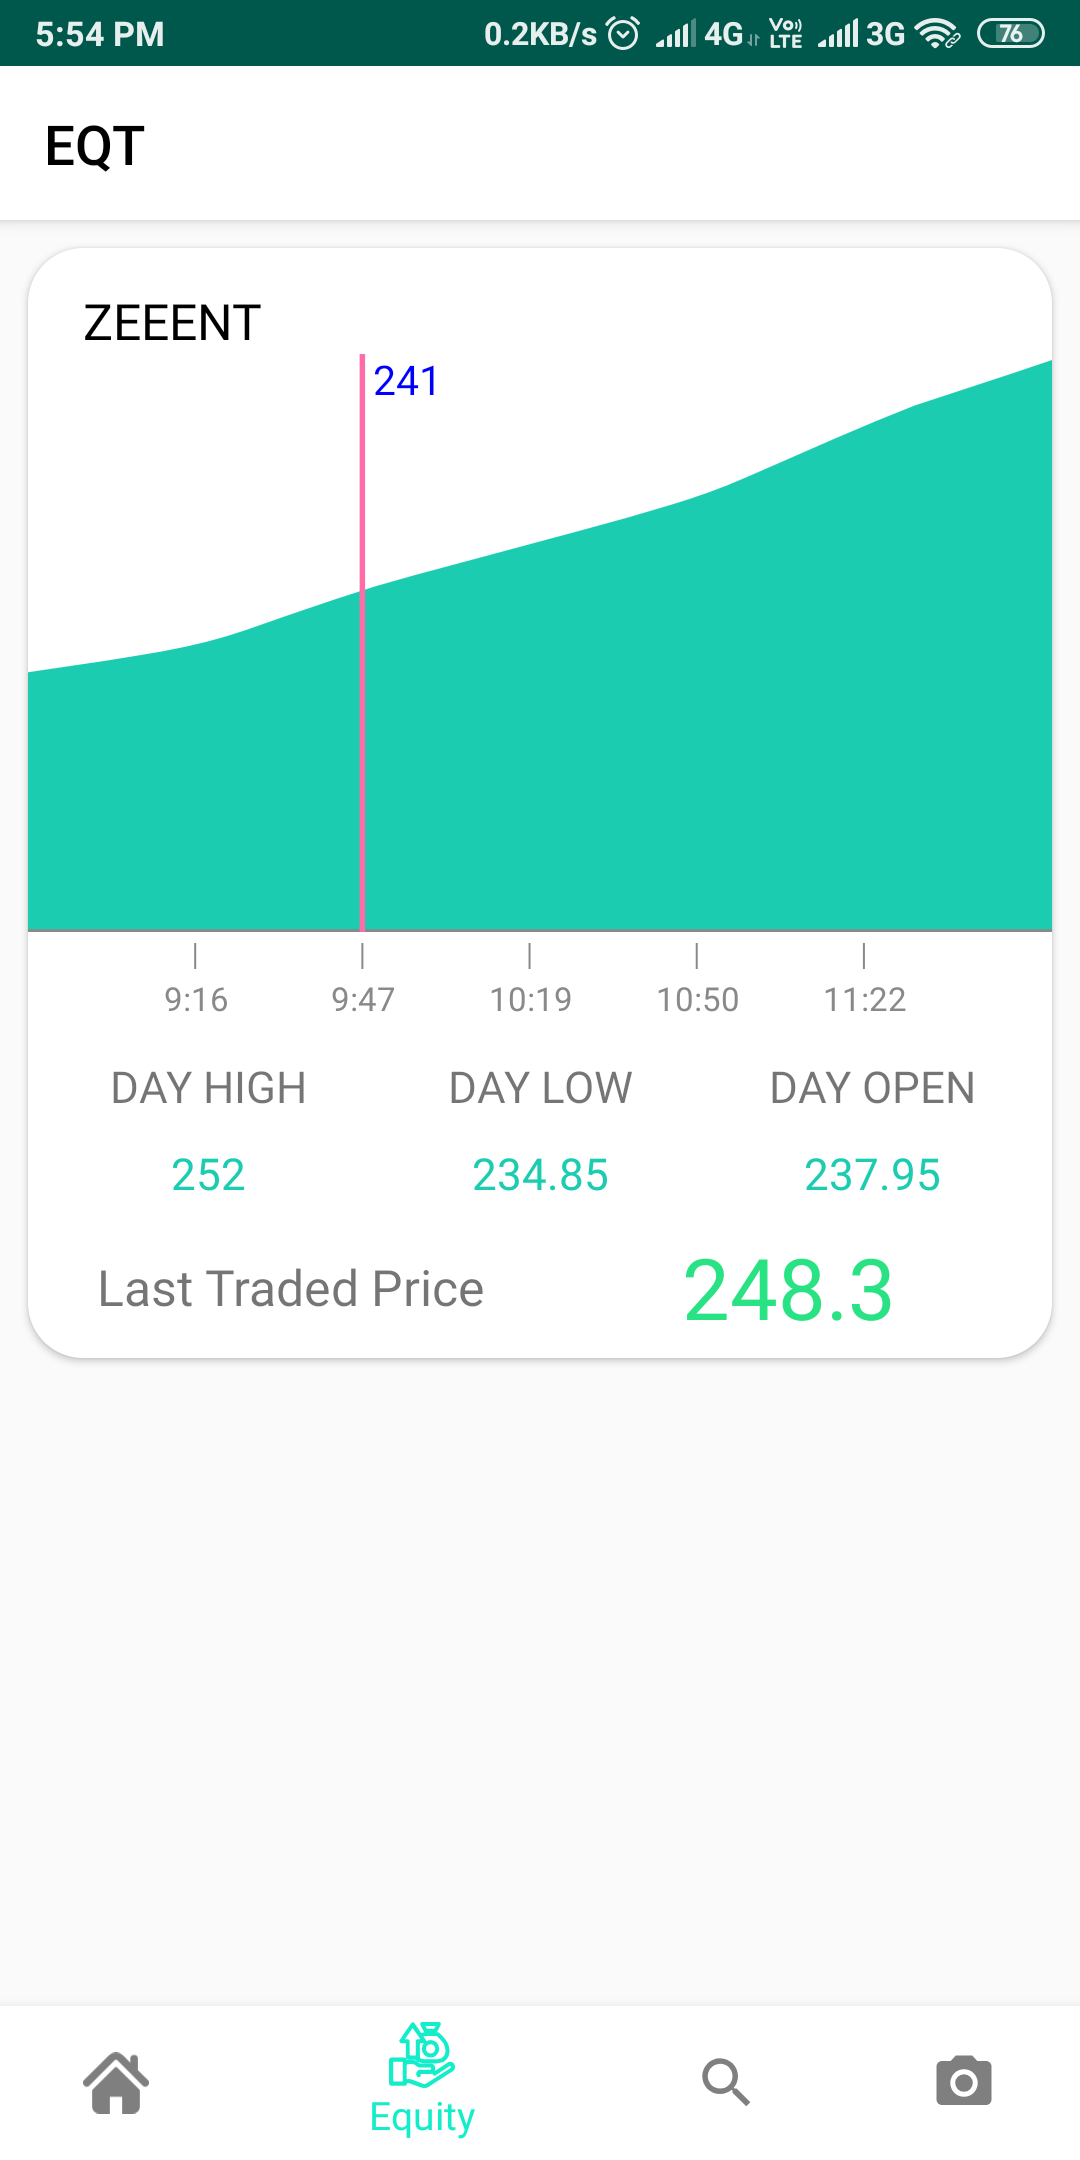 5:54 PM 0.2KB/s 4G Vo) LTE 3G 76
EQT
ZEEENT
241
9:16 9:47 10:19 10:50 11:22
DAY HIGH DAY LOW DAY OPEN
252 234.85 237.95
Last Traded Price 248.3
Equity